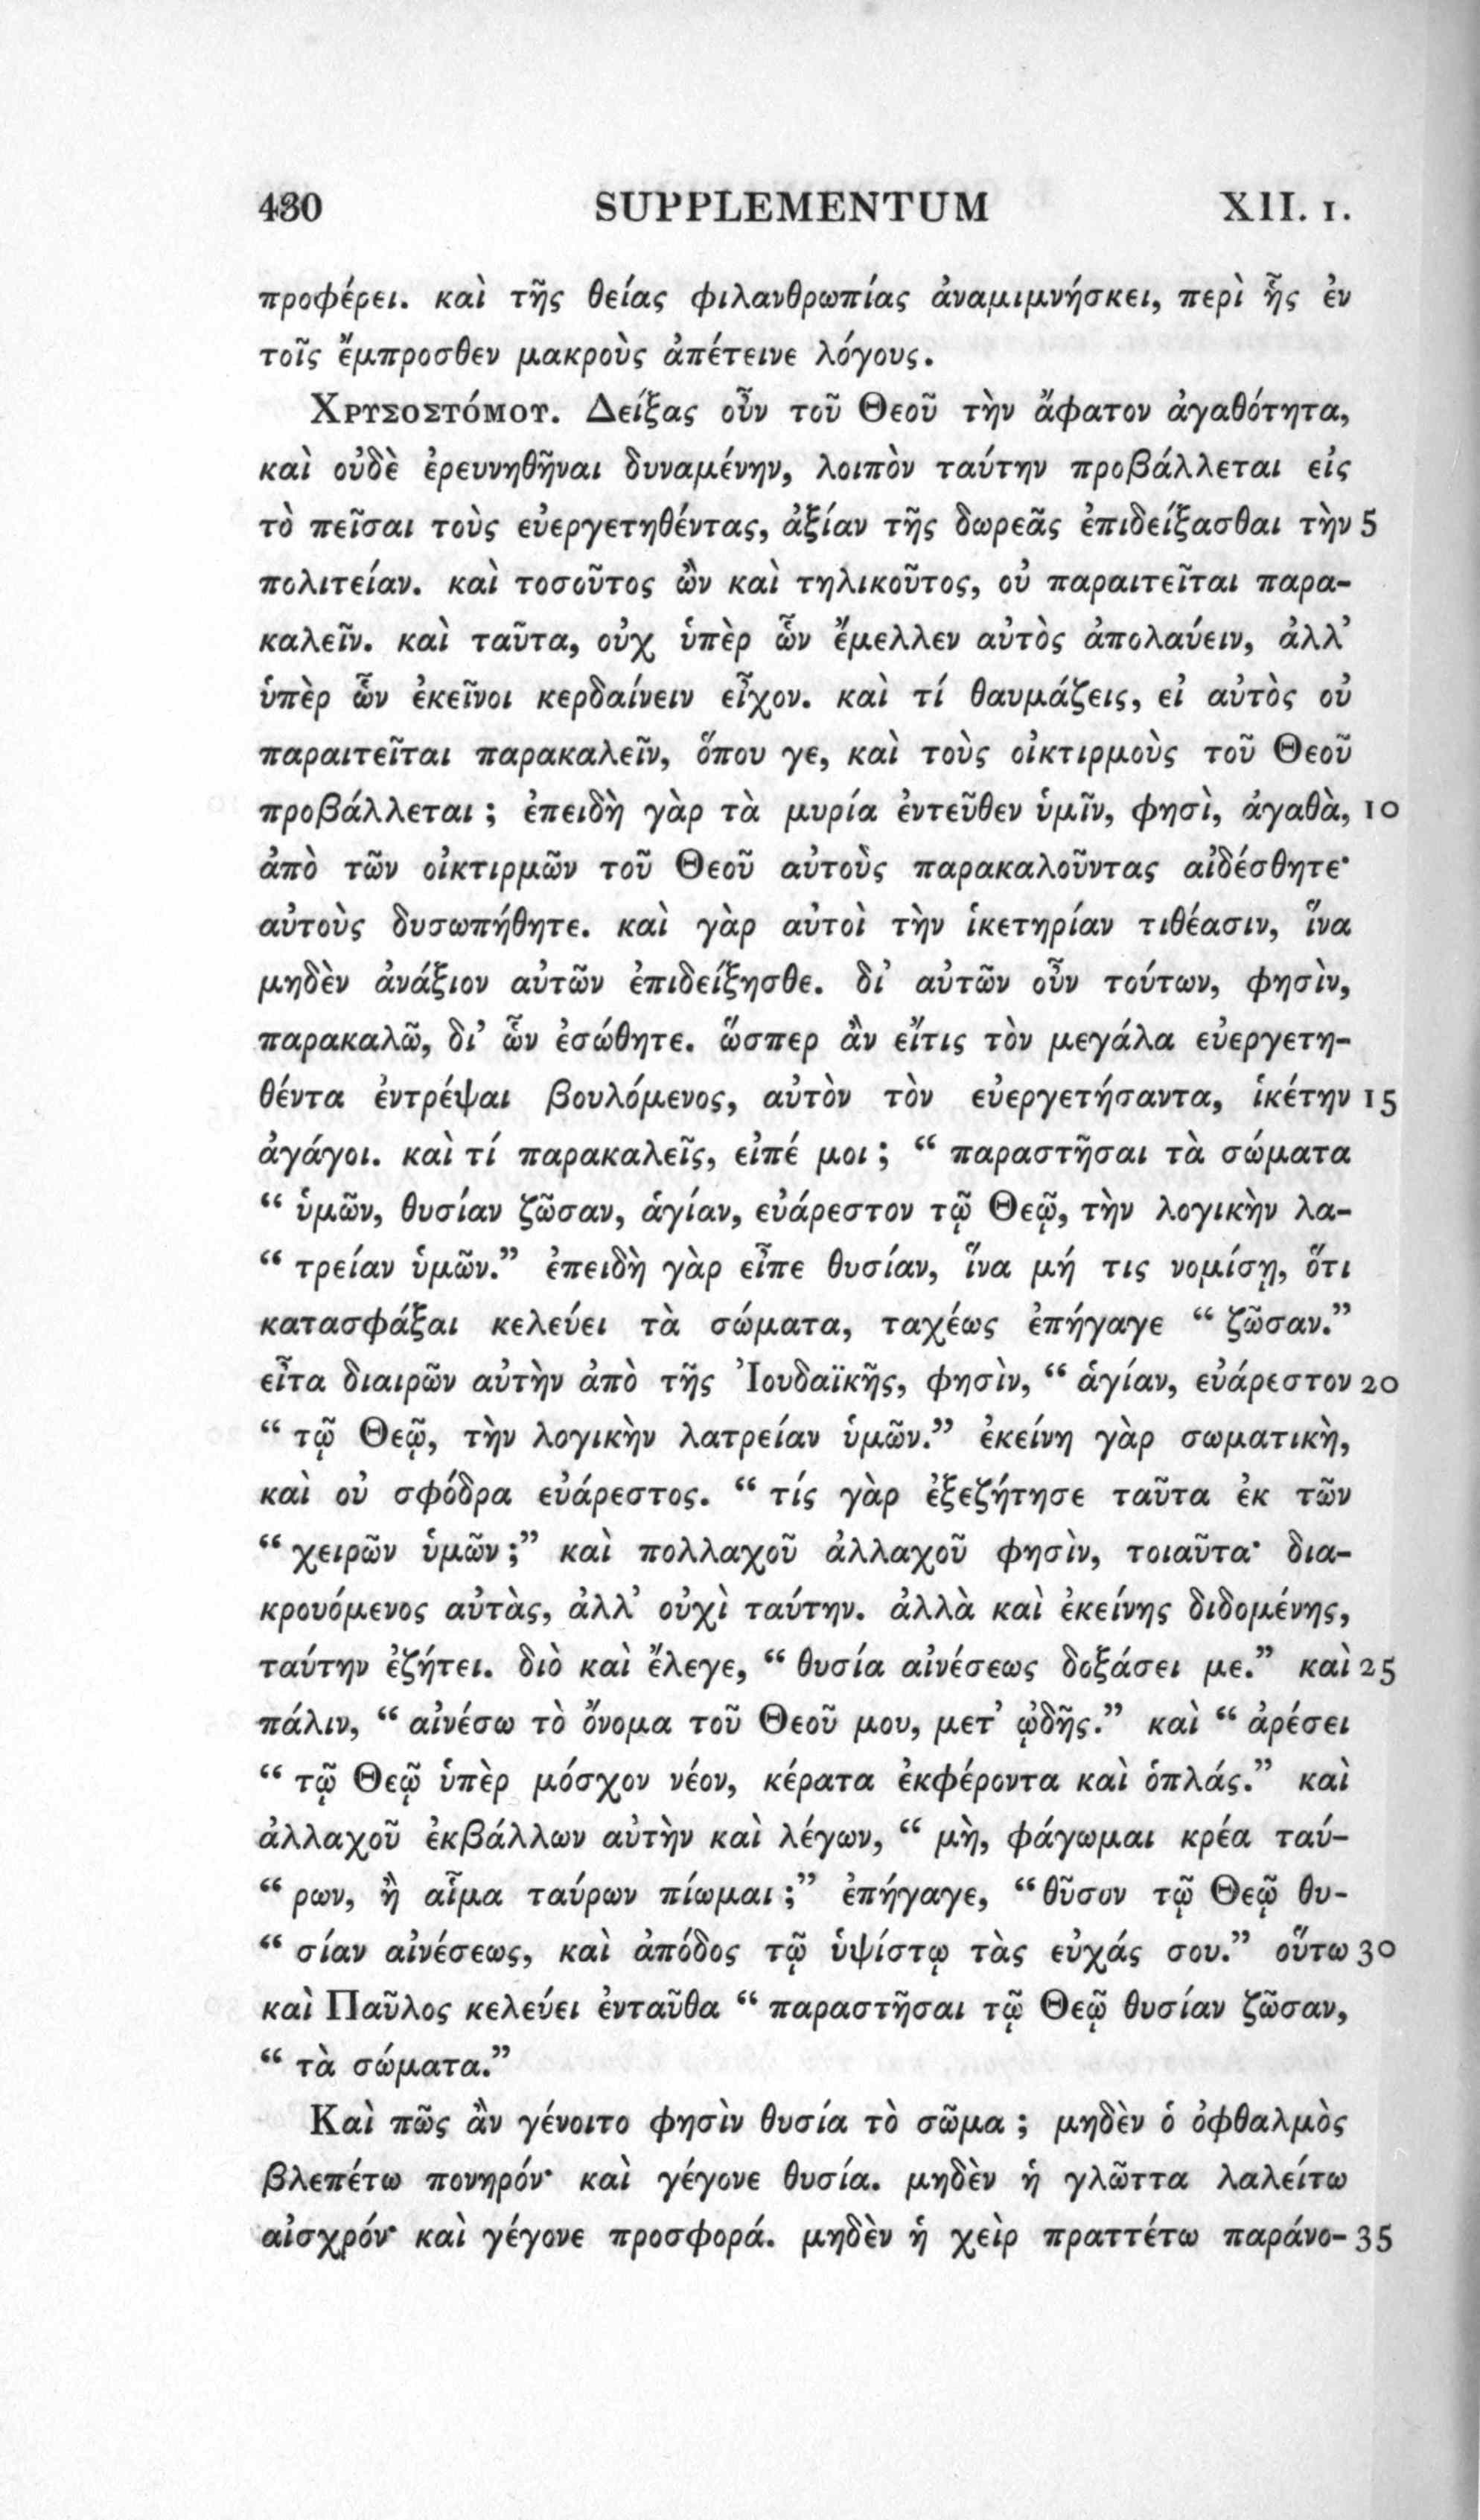 430 SUPPLEMENTUM XII. 1.
προφέρει. καὶ τῆς θείας φιλανθρωπίας ἀναμιμνήσκει, περὶ ἧς ἐν
τοῖς ἔμπροσθεν μακροὺς ἀπέτεινε λόγους.
Χρυσοστόμου. Δείξας οὖν τοῦ Θεοῦ τὴν ἄφατον ἀγαθότητα,
καὶ οὐδὲ ἐρευνηθῆναι δυναμένην, λοιπὸν ταύτην προβάλλεται εἰς
τὸ πεῖσαι τοὺς εὐεργετηθέντας, ἀξίαν τῆς δωρεᾶς ἐπιδείξασθαι τὴν 5
πολιτείαν. καὶ τοσοῦτος ὢν καὶ τηλικοῦτος, οὐ παραιτεῖται παρα-
καλεῖν. καὶ ταῦτα, οὐχ ὑπὲρ ὧν ἔμελλεν αὐτὸς ἀπολαύειν, ἀλλ’
ὑπὲρ ὧν ἐκεῖνοι κερδαίνειν εἶχον. καὶ τί θαυμάζεις, εἰ αὐτὸς οὐ
παραιτεῖται παρακαλεῖν, ὅπου γε, καὶ τοὺς οἰκτιρμοὺς τοῦ Θεοῦ
προβάλλεται ; ἐπειδὴ γὰρ τὰ μυρία ἐντεῦθεν ὑμῖν, φησὶ, ἀγαθὰ, 10
ἀπὸ τῶν οἰκτιρμῶν τοῦ Θεοῦ αὐτοὺς παρακαλοῦντας αἰδέσθητε·
αὐτοὺς δυσωπήθητε. καὶ γὰρ αὐτοὶ τὴν ἱκετηρίαν τιθέασιν, ἵνα
μηδὲν ἀνάξιον αὐτῶν ἐπιδείξησθε. δι’ αὐτῶν οὖν τούτων, φησὶν,
παρακαλῶ, δι’ ὧν ἐσώθητε. ὥσπερ ἂν εἴτις τὸν μεγάλα εὐεργετη-
θέντα ἐντρέψαι βουλόμενος, αὐτὸν τὸν εὐεργετήσαντα, ἱκέτην 15
ἀγάγοι. καὶ τί παρακαλεῖς, εἰπέ μοι ; “ παραστῆσαι τὰ σώματα
“ ὑμῶν, θυσίαν ζῶσαν, ἁγίαν, εὐάρεστον τῷ Θεῷ, τὴν λογικὴν λα-
“ τρείαν ὑμῶν.” ἐπειδὴ γὰρ εἶπε θυσίαν, ἵνα μή τις νομίσῃ, ὅτι
κατασφάξαι κελεύει τὰ σώματα, ταχέως ἐπήγαγε “ ζῶσαν.”
εἶτα διαιρῶν αὐτὴν ἀπὸ τῆς Ἰουδαϊκῆς, φησὶν, “ ἁγίαν, εὐάρεστον 20
“ τῷ Θεῷ, τὴν λογικὴν λατρείαν ὑμῶν.” ἐκείνη γὰρ σωματικὴ,
καὶ οὐ σφόδρα εὐάρεστος. “ τίς γὰρ ἐξεζήτησε ταῦτα ἐκ τῶν
“ χειρῶν ὑμῶν ;” καὶ πολλαχοῦ ἀλλαχοῦ φησὶν, τοιαῦτα· δια-
κρουόμενος αὐτὰς, ἀλλ’ οὐχὶ ταύτην. ἀλλὰ καὶ ἐκείνης διδομένης,
ταύτην ἐζήτει. διὸ καὶ ἔλεγε, “ θυσία αἰνέσεως δοξάσει με.” καὶ 25
πάλιν, “ αἰνέσω τὸ ὄνομα τοῦ Θεοῦ μου, μετ’ ᾠδῆς.” καὶ “ ἀρέσει
“ τῷ Θεῷ ὑπὲρ μόσχον νέον, κέρατα ἐκφέροντα καὶ ὁπλάς.” καὶ
ἀλλαχοῦ ἐκβάλλων αὐτὴν καὶ λέγων, “ μὴ, φάγωμαι κρέα ταύ-
“ ρων, ἢ αἷμα ταύρων πίωμαι ;” ἐπήγαγε, “ θῦσον τῷ Θεῷ θυ-
“ σίαν αἰνέσεως, καὶ ἀπόδος τῷ ὑψίστῳ τὰς εὐχάς σου.” οὕτω 30
καὶ Παῦλος κελεύει ἐνταῦθα “ παραστῆσαι τῷ Θεῷ θυσίαν ζῶσαν,
“ τὰ σώματα.”
Καὶ πῶς ἂν γένοιτο φησὶν θυσία τὸ σῶμα ; μηδὲν ὁ ὀφθαλμὸς
βλεπέτω πονηρόν· καὶ γέγονε θυσία. μηδὲν ἡ γλῶττα λαλείτω
αἰσχρόν· καὶ γέγονε προσφορά. μηδὲν ἡ χεὶρ πραττέτω παράνο- 35